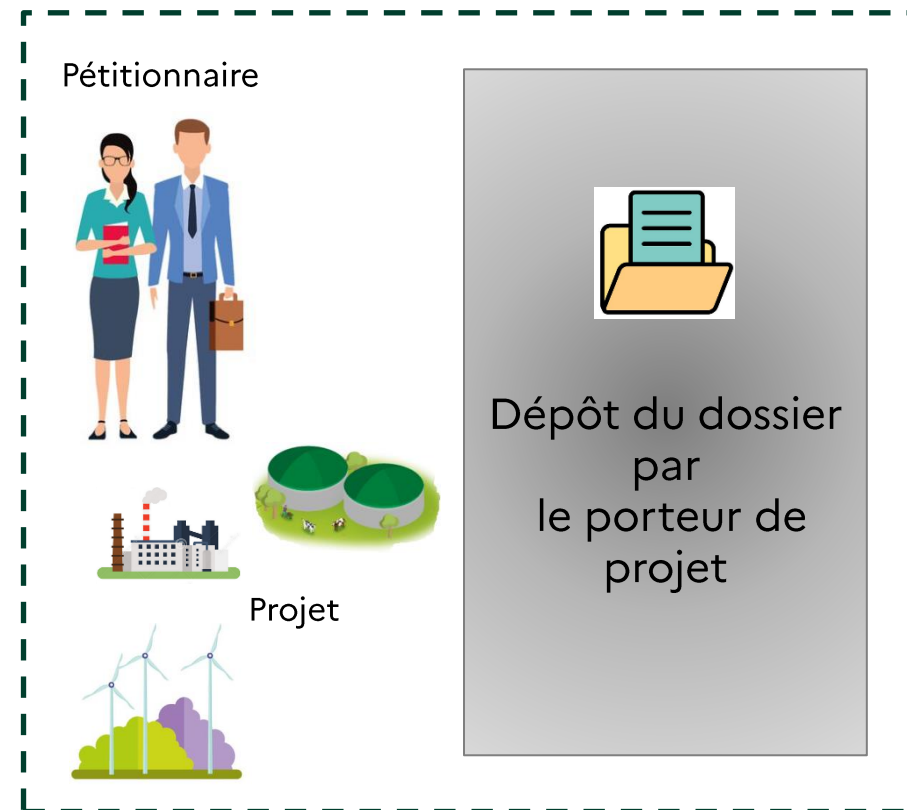 Pétitionnaire
Dépôt du dossier
par
le porteur de
projet
Projet